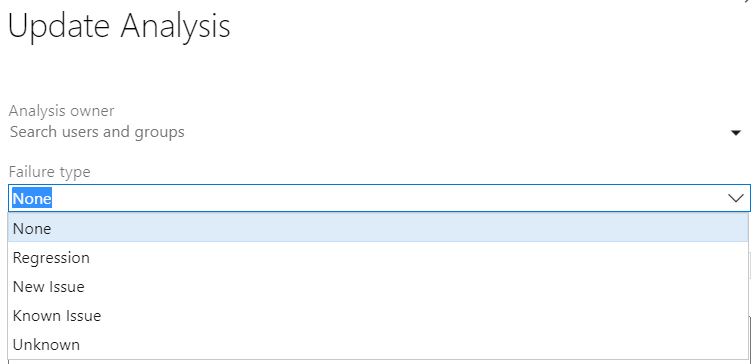 Update Analysis
Analysis owner
Search users and groups
Failure type
None
None
Regression
New Issue
Known Issue
Unknown